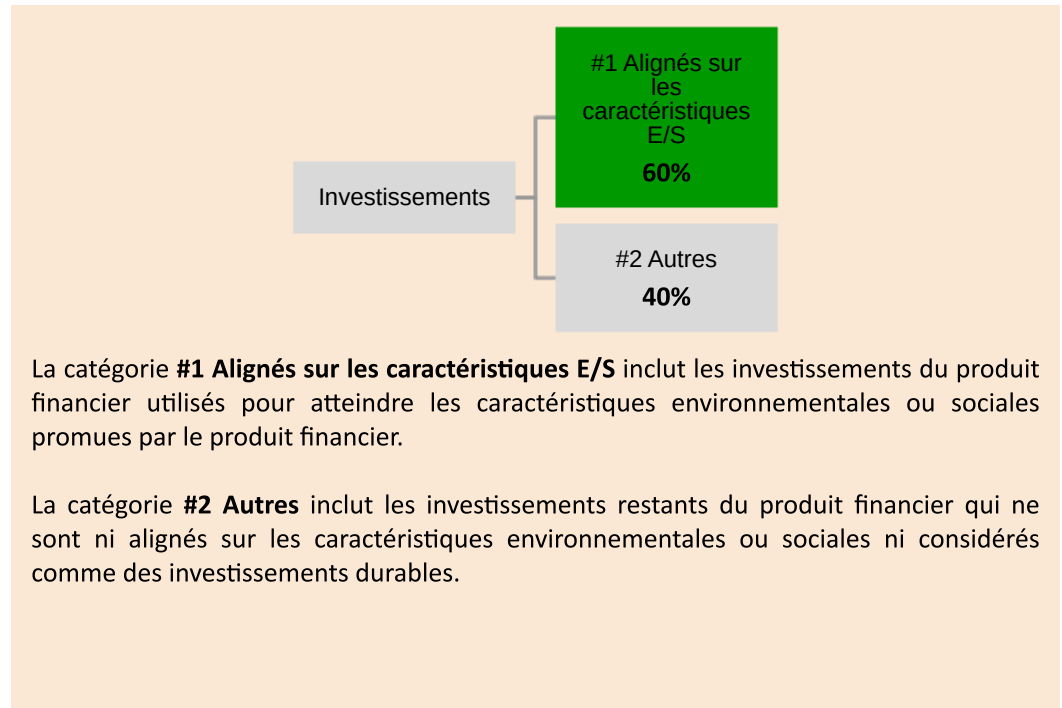 #1 Alignés sur
les
caractéristiques
E/S
60%
Investissements
#2 Autres
40%
La catégorie #1 Alignés sur les caractéristiques E/S inclut les investissements du produit
financier utilisés pour atteindre les caractéristiques environnementales ou sociales
promues par le produit financier.
La catégorie #2 Autres inclut les investissements restants du produit financier qui ne
sont ni alignés sur les caractéristiques environnementales ou sociales ni considérés
comme des investissements durables.